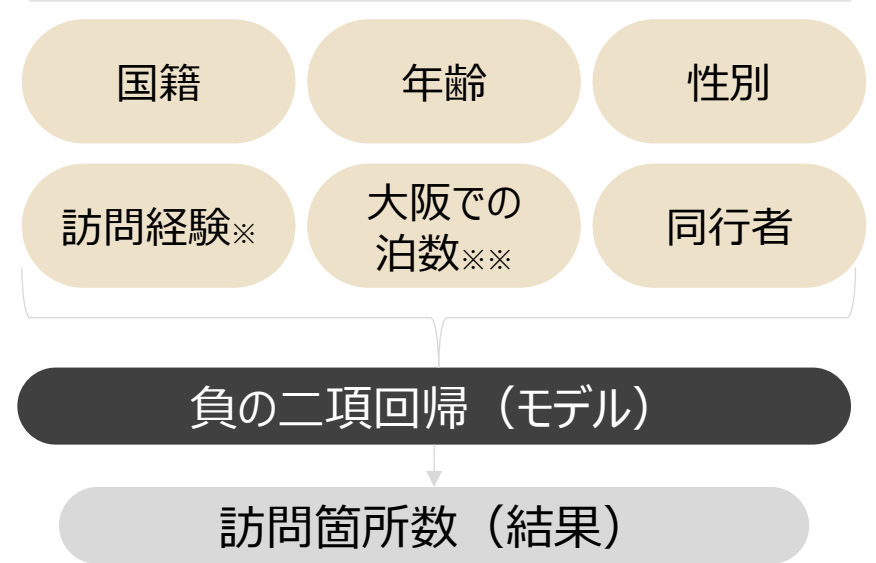 国籍
年齢
性別
訪問経験※
大阪での
泊数※※
同行者
負の二項回帰（モデル）
訪問箇所数（結果）